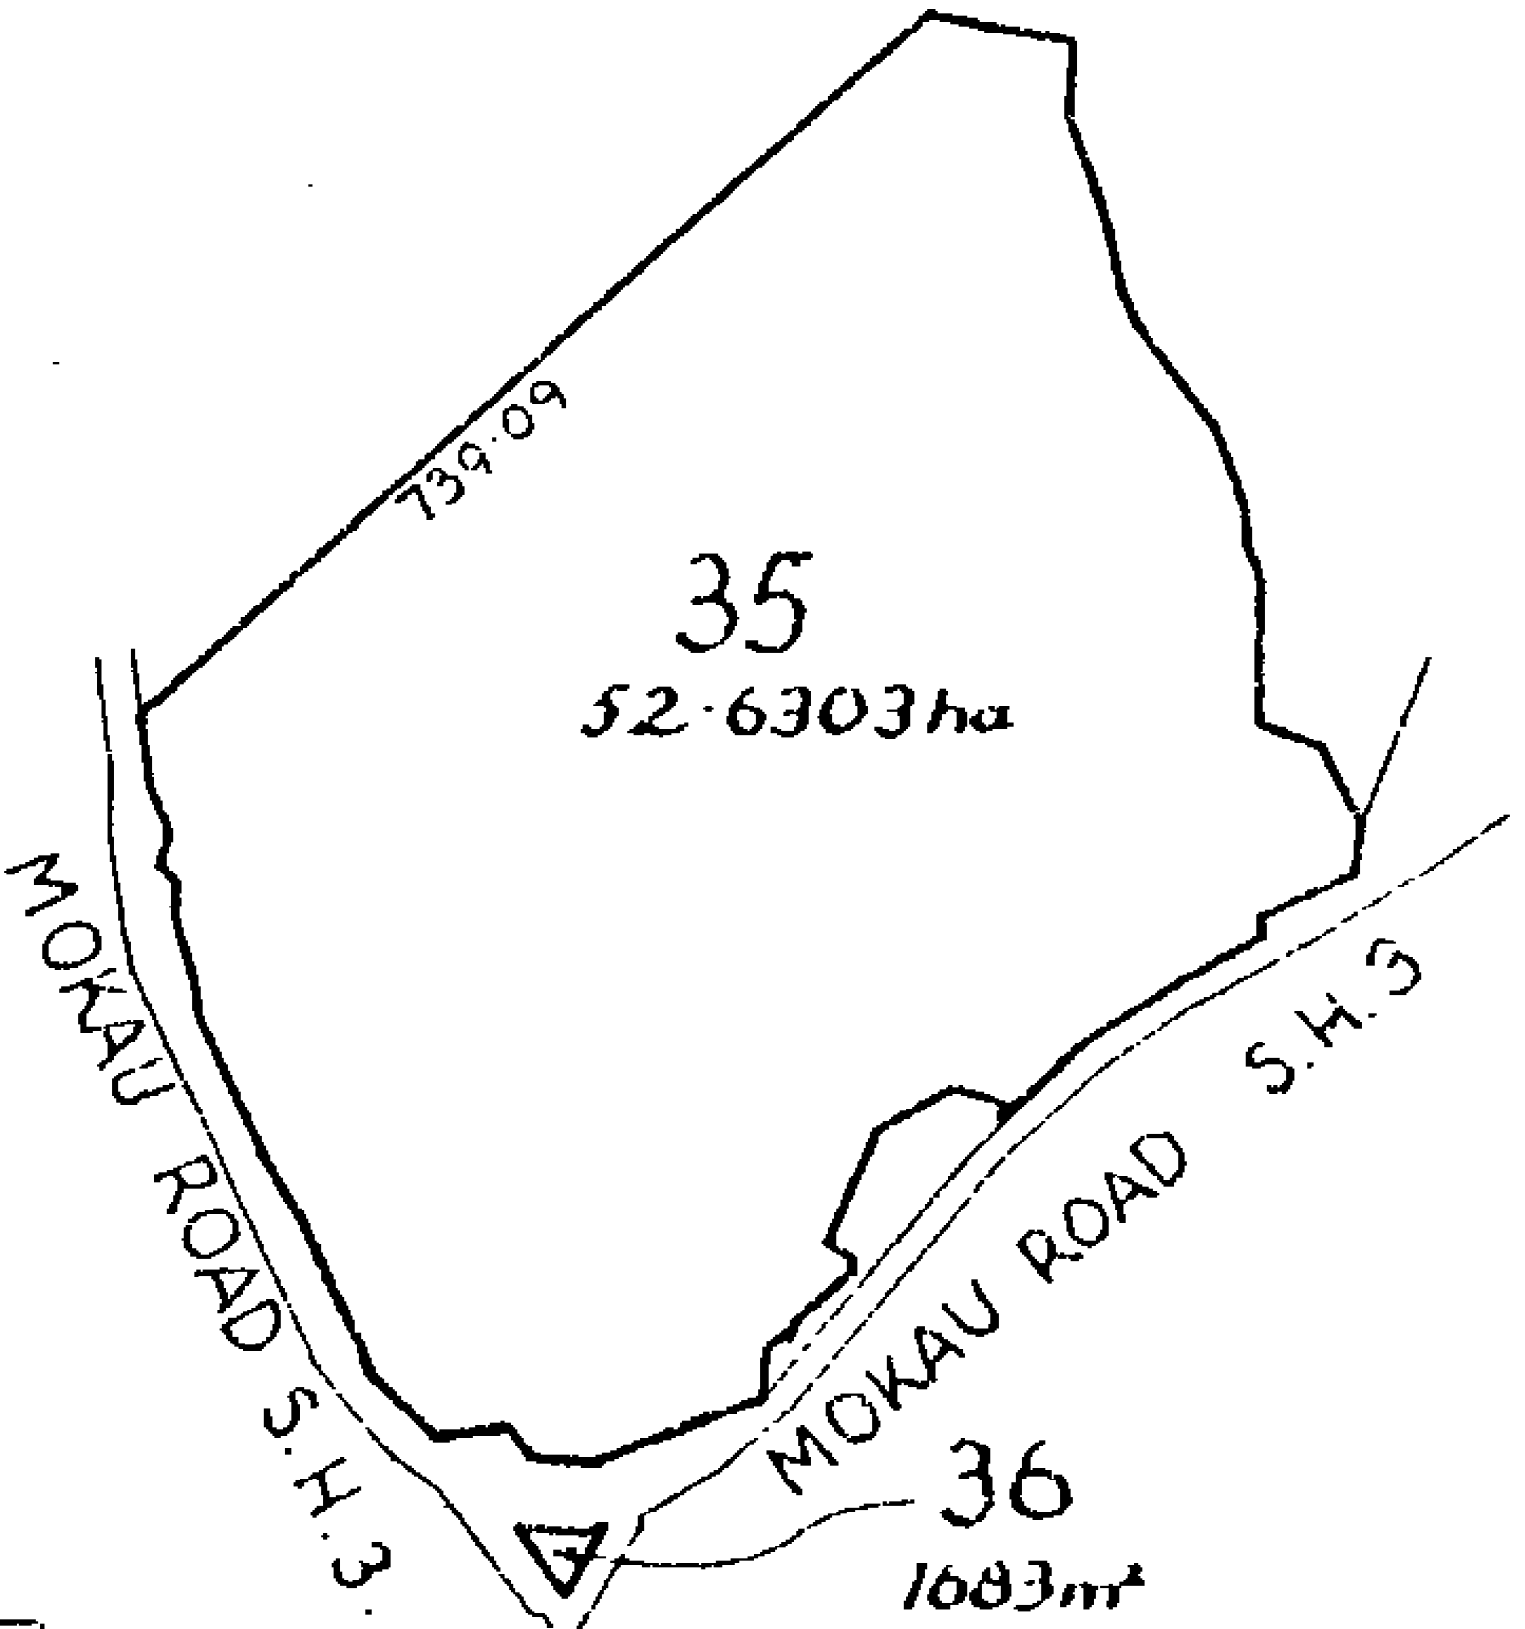 739.09
35
52.6303ha
MOKAU ROAD S.H.3.
MOKAU ROAD S.H.3
36
1683m²